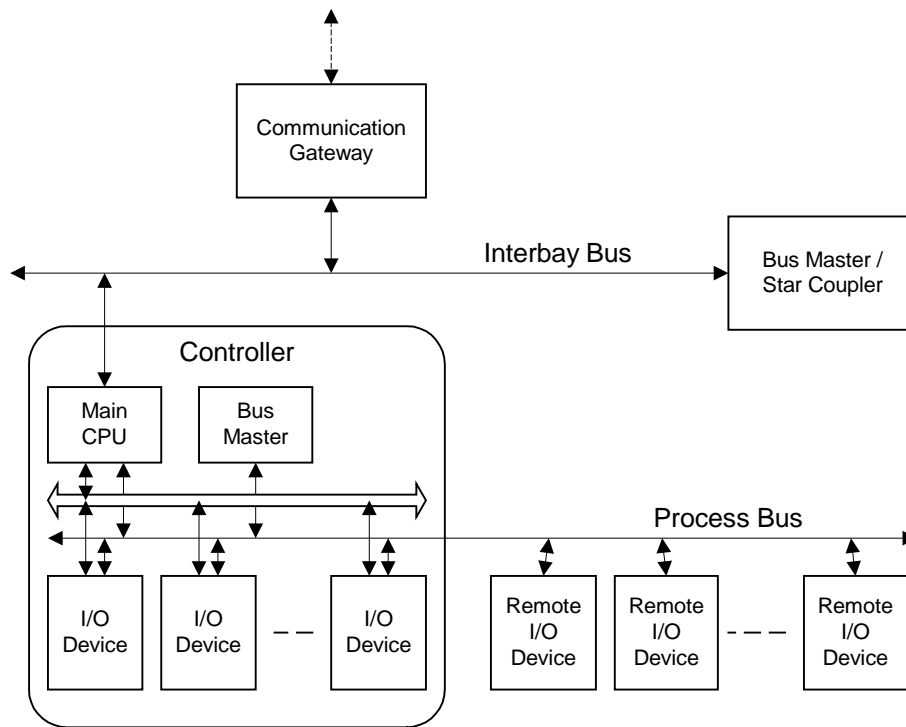 Communication
Gateway
Interbay Bus
Bus Master /
Star Coupler
Controller
Main
CPU
Bus
Master
Process Bus
I/O
Device
I/O
Device
I/O
Device
Remote
I/O
Device
Remote
I/O
Device
Remote
I/O
Device